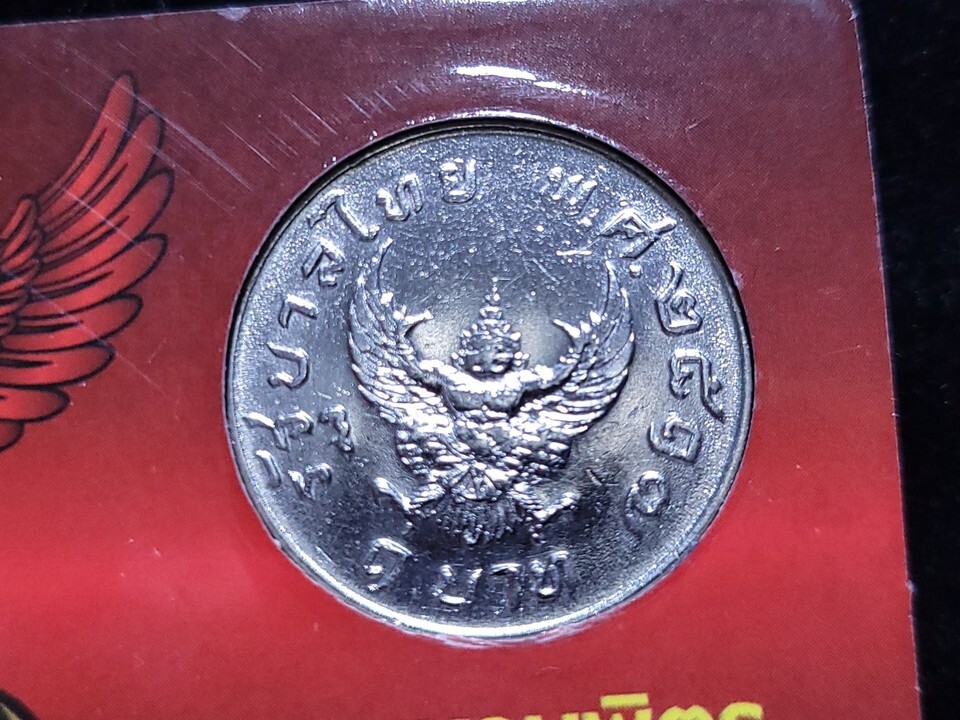 รัฐบาลไทย พ.ศ. ๒๕๑๗
๑ บาท